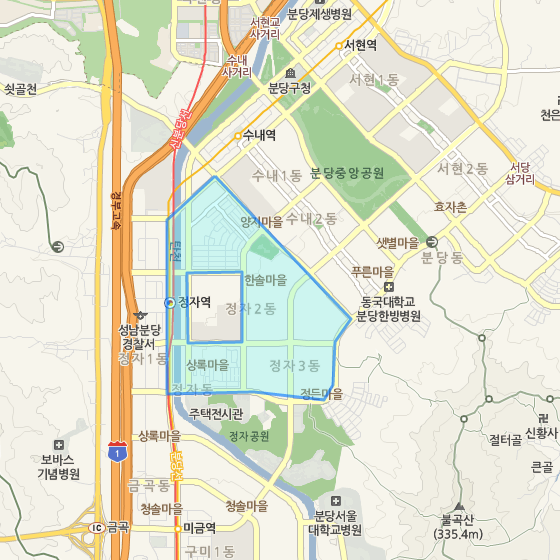 분당제생병원
서현교
사거리
수내
사거리
서현역
분당구청
서현1동
쇳골천
신분당선
수내역
천은
서현2동
서당
삼거리
수내1동
분당중앙공원
경부고속
효자촌
양지마을
수내2동
샛별마을
분당동
탄천
한솔마을
푸른마을
정자역
정자2동
동국대학교
분당한방병원
성남분당
경찰서
정자1동
상록마을
정자3동
정자동
정든마을
주택전시관
卍
신황사
상록마을
정자공원
절터골
보바스
기념병원
1
큰골
금곡동
청솔마을
청솔마을
분당서울
대학교병원
불곡산
(335.4m)
IC 금곡
미금역
구미1동